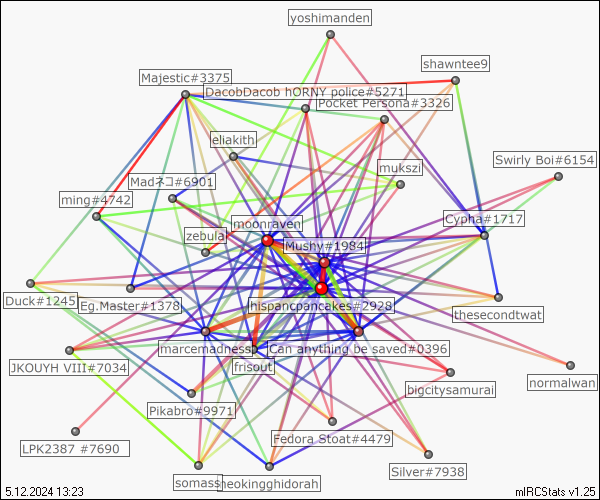 yoshimanden
shawntee9
Majestic#3375
DacobDacob hORNY police#5271
Pocket Persona#3326
eliakith
Swirly Boi#6154
mukszi
Madネコ#6901
ming#4742
Cypha#1717
moonraven
zebula
Mushy#1984
Duck#1245
Eg.Master#1378
hispancpancakes#2928
thesecondtwat
marcemadness
Can anything be saved#0396
JKOUYH VIII#7034
frisout
normalwan
bigcitysamurai
Pikabro#9971
Fedora Stoat#4479
LPK2387 #7690
Silver#7938
somass
heokingghidorah
5.12.2024 13:23
mIRCStats v1.25